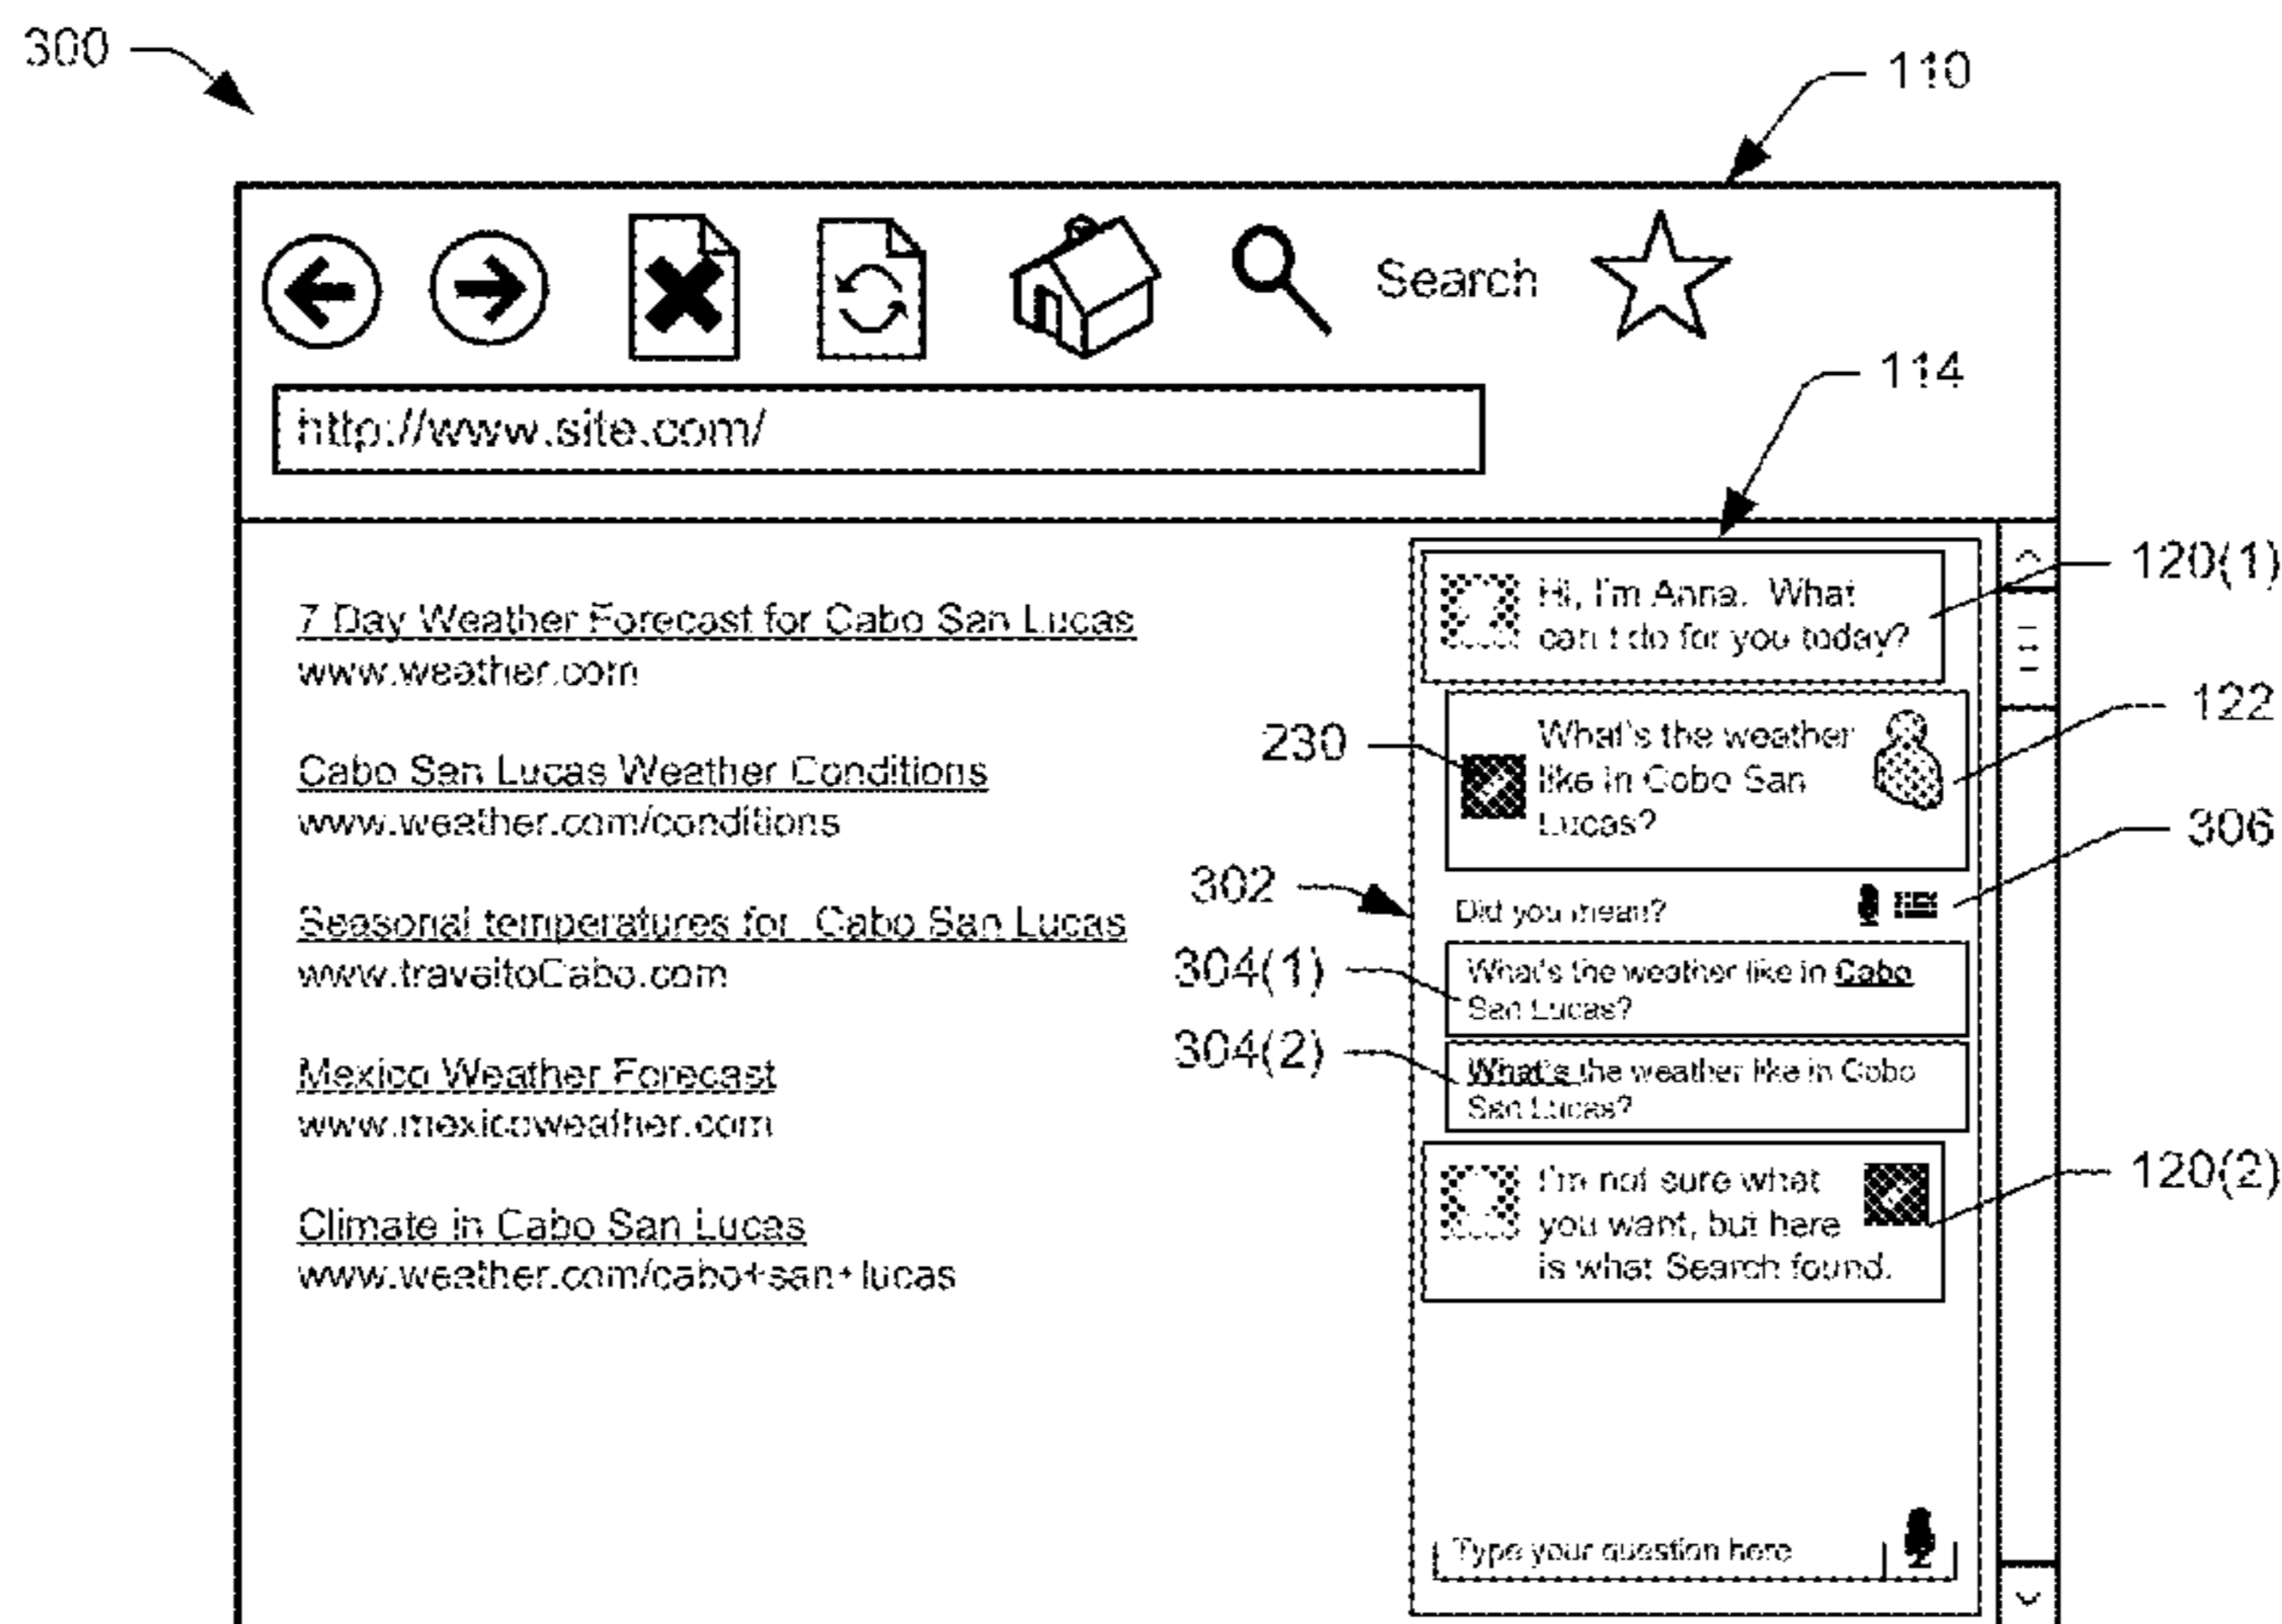 300
110
Search
114
http://www.site.com/
7 Day Weather Forecast for Cabo San Lucas
www.weather.com
Cabo San Lucas Weather Conditions
www.weather.com/conditions
Seasonal temperatures for Cabo San Lucas
www.traveltoCabo.com
Mexico Weather Forecast
www.mexicoweather.com
Climate in Cabo San Lucas
www.weather.com/cabo+san+lucas
Hi, I'm Anna. What
can I do for you today?
120(1)
230
What's the weather
like in Cobo San
Lucas?
122
302
Did you mean?
306
304(1)
What's the weather like in Cabo
San Lucas?
304(2)
What's the weather like in Cobo
San Lucas?
I'm not sure what
you want, but here
is what Search found.
120(2)
Type your question here